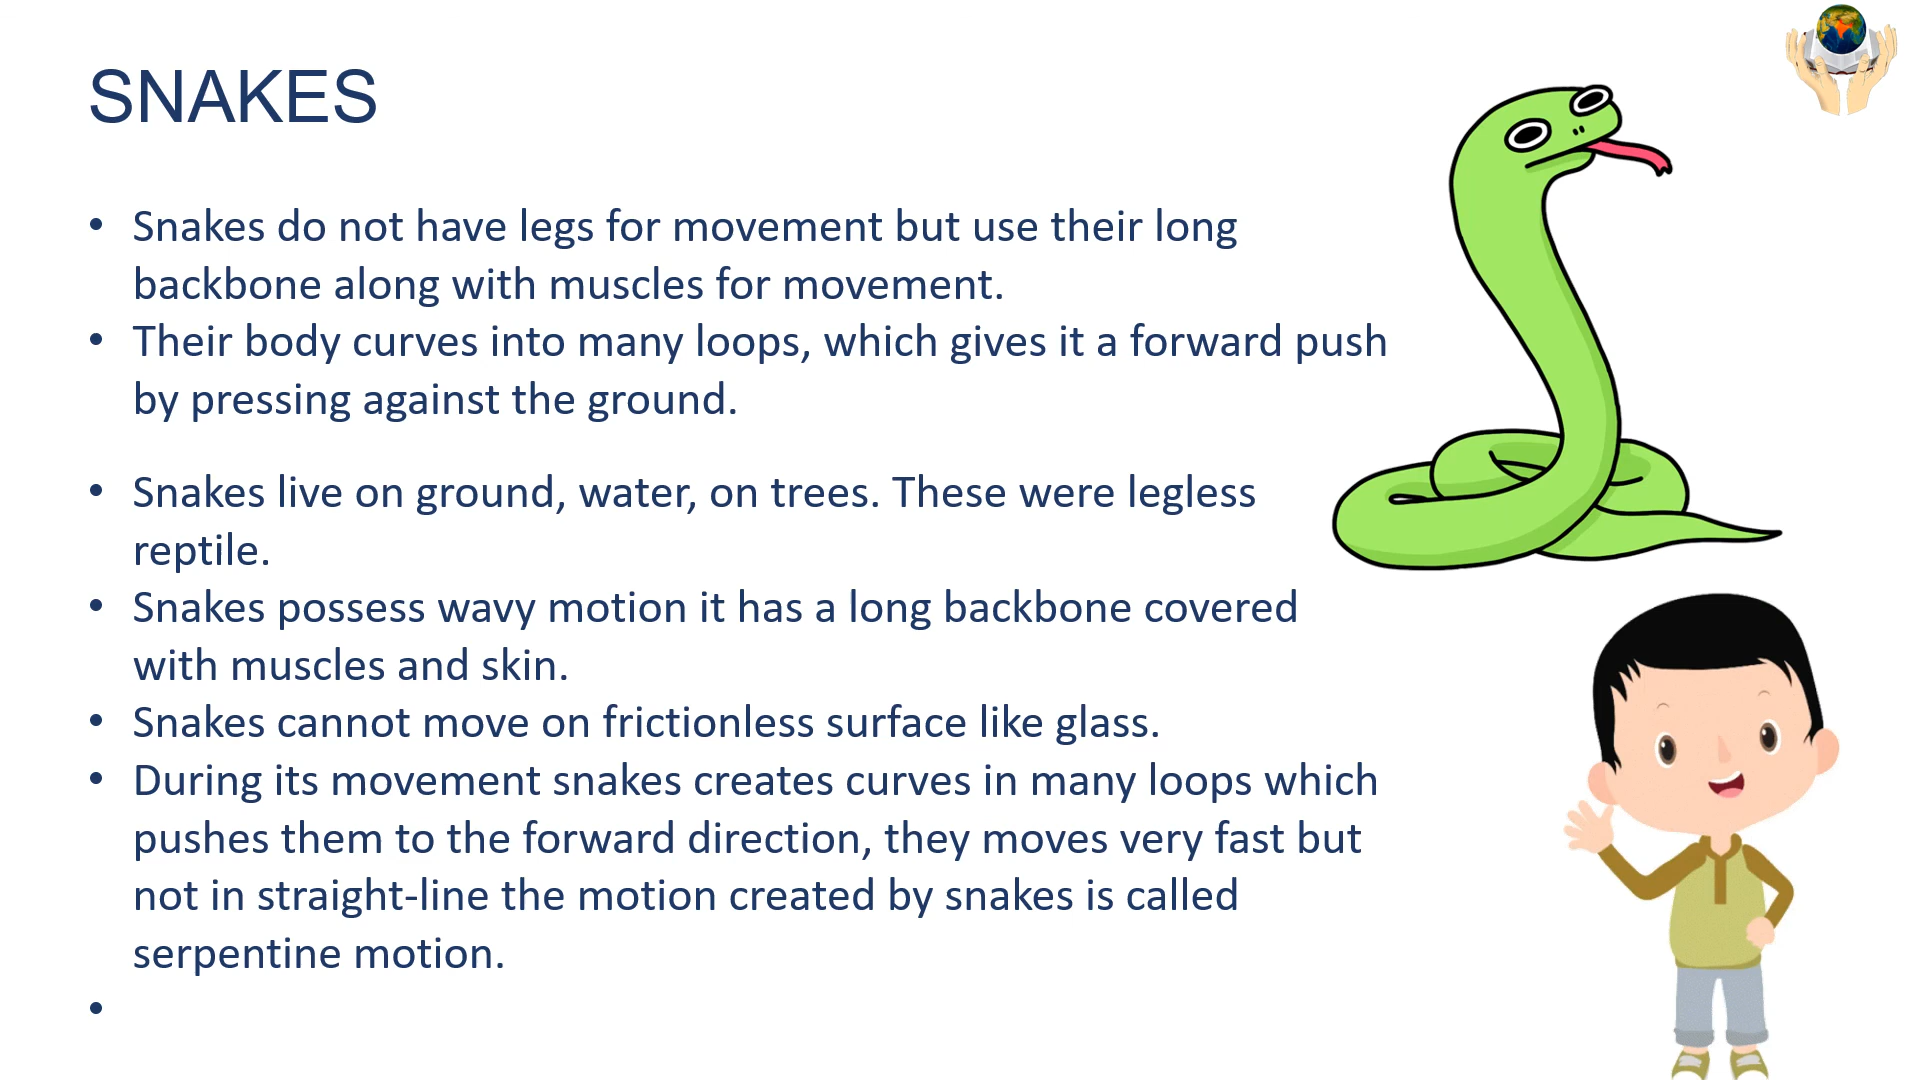 SNAKES
• Snakes do not have legs for movement but use their long
backbone along with muscles for movement.
• Their body curves into many loops, which gives it a forward push
by pressing against the ground.
• Snakes live on ground, water, on trees. These were legless
reptile.
• Snakes possess wavy motion it has a long backbone covered
with muscles and skin.
• Snakes cannot move on frictionless surface like glass.
• During its movement snakes creates curves in many loops which
pushes them to the forward direction, they moves very fast but
not in straight-line the motion created by snakes is called
serpentine motion.
•